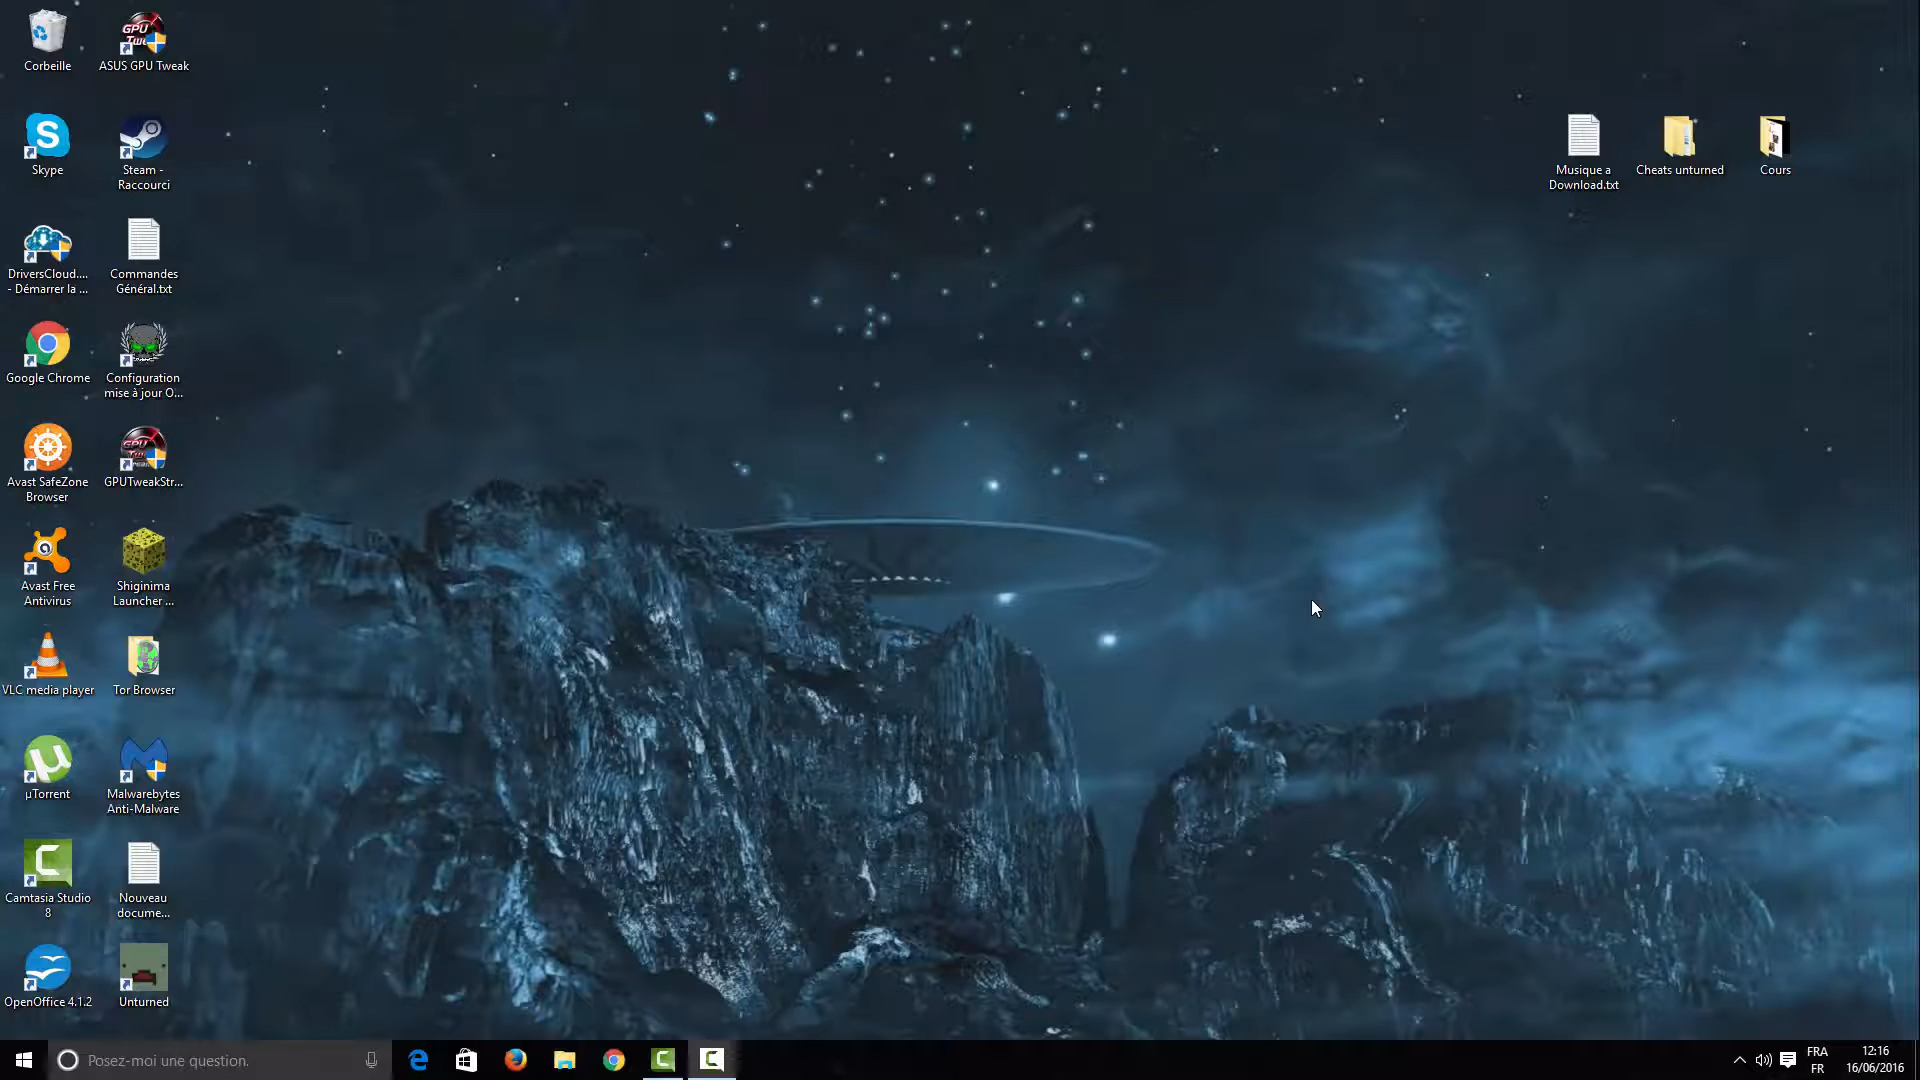 Corbeille
ASUS GPU Tweak
Skype
Steam -
Raccourci
DriversCloud....
- Démarrer la ...
Commandes
Général.txt
Google Chrome
Configuration
mise à jour O...
Avast SafeZone
Browser
GPUTweakStr...
Avast Free
Antivirus
Shiginima
Launcher ...
VLC media player
Tor Browser
µTorrent
Malwarebytes
Anti-Malware
Camtasia Studio
8
Nouveau
docume...
OpenOffice 4.1.2
Unturned
Musique a
Download.txt
Cheats unturned
Cours
Posez-moi une question.
FRA
FR
12:16
16/06/2016